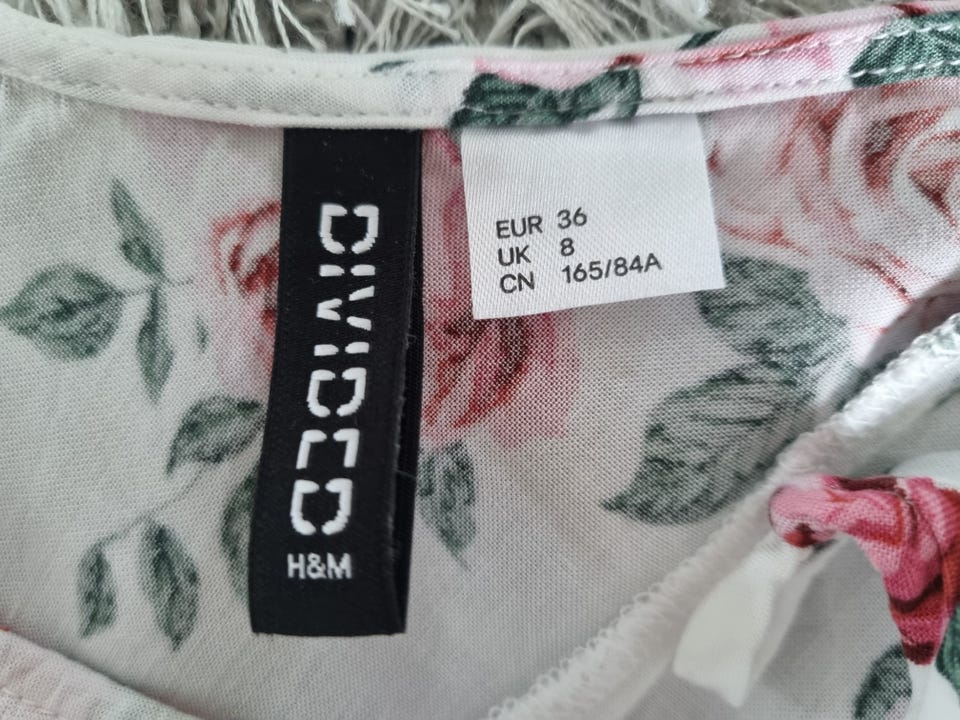 DIVIDED
H&M
EUR 36
UK 8
CN 165/84A